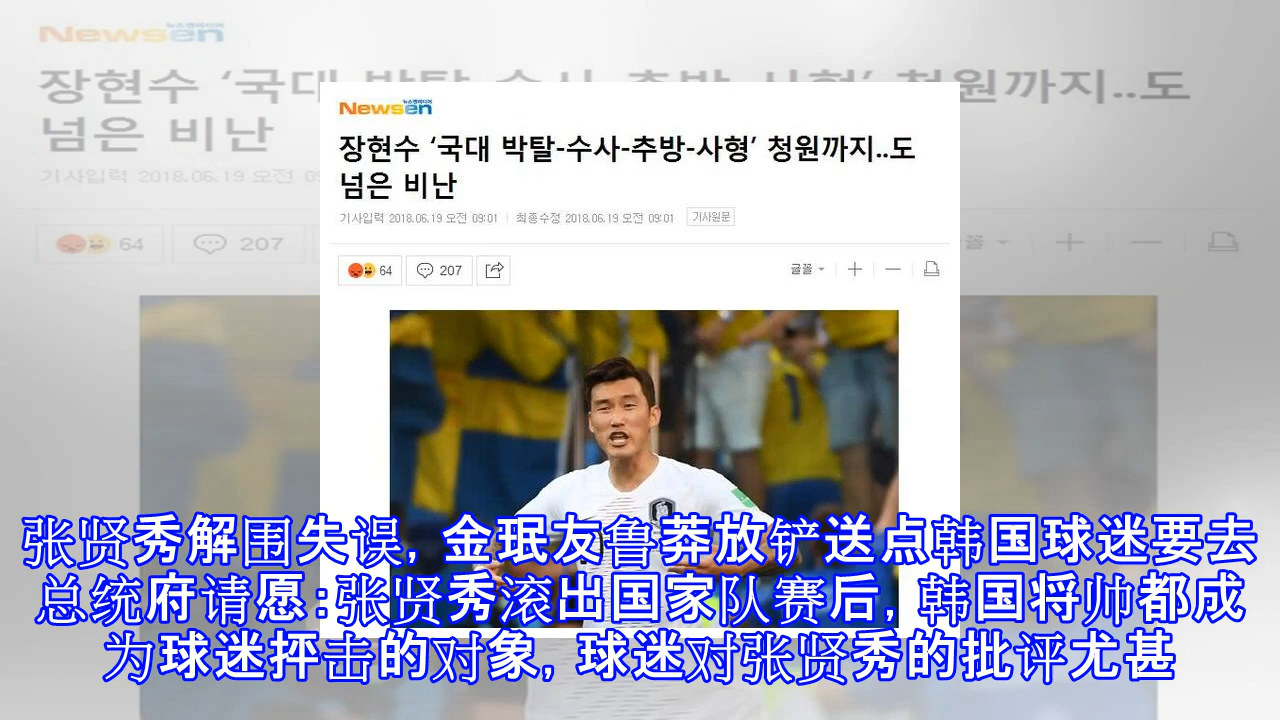 뉴스엔미디어
Newsen
장현수 ‘국대 박탈-수사-추방-사형’ 청원까지..도
넘은 비난
기사입력 2018.06.19 오전 09:01 | 최종수정 2018.06.19 오전 09:01 기사원문
64 207 글꼴
张贤秀解围失误,金珉友鲁莽放铲送点韩国球迷要去
总统府请愿:张贤秀滚出国家队赛后,韩国将帅都成
为球迷抨击的对象,球迷对张贤秀的批评尤甚